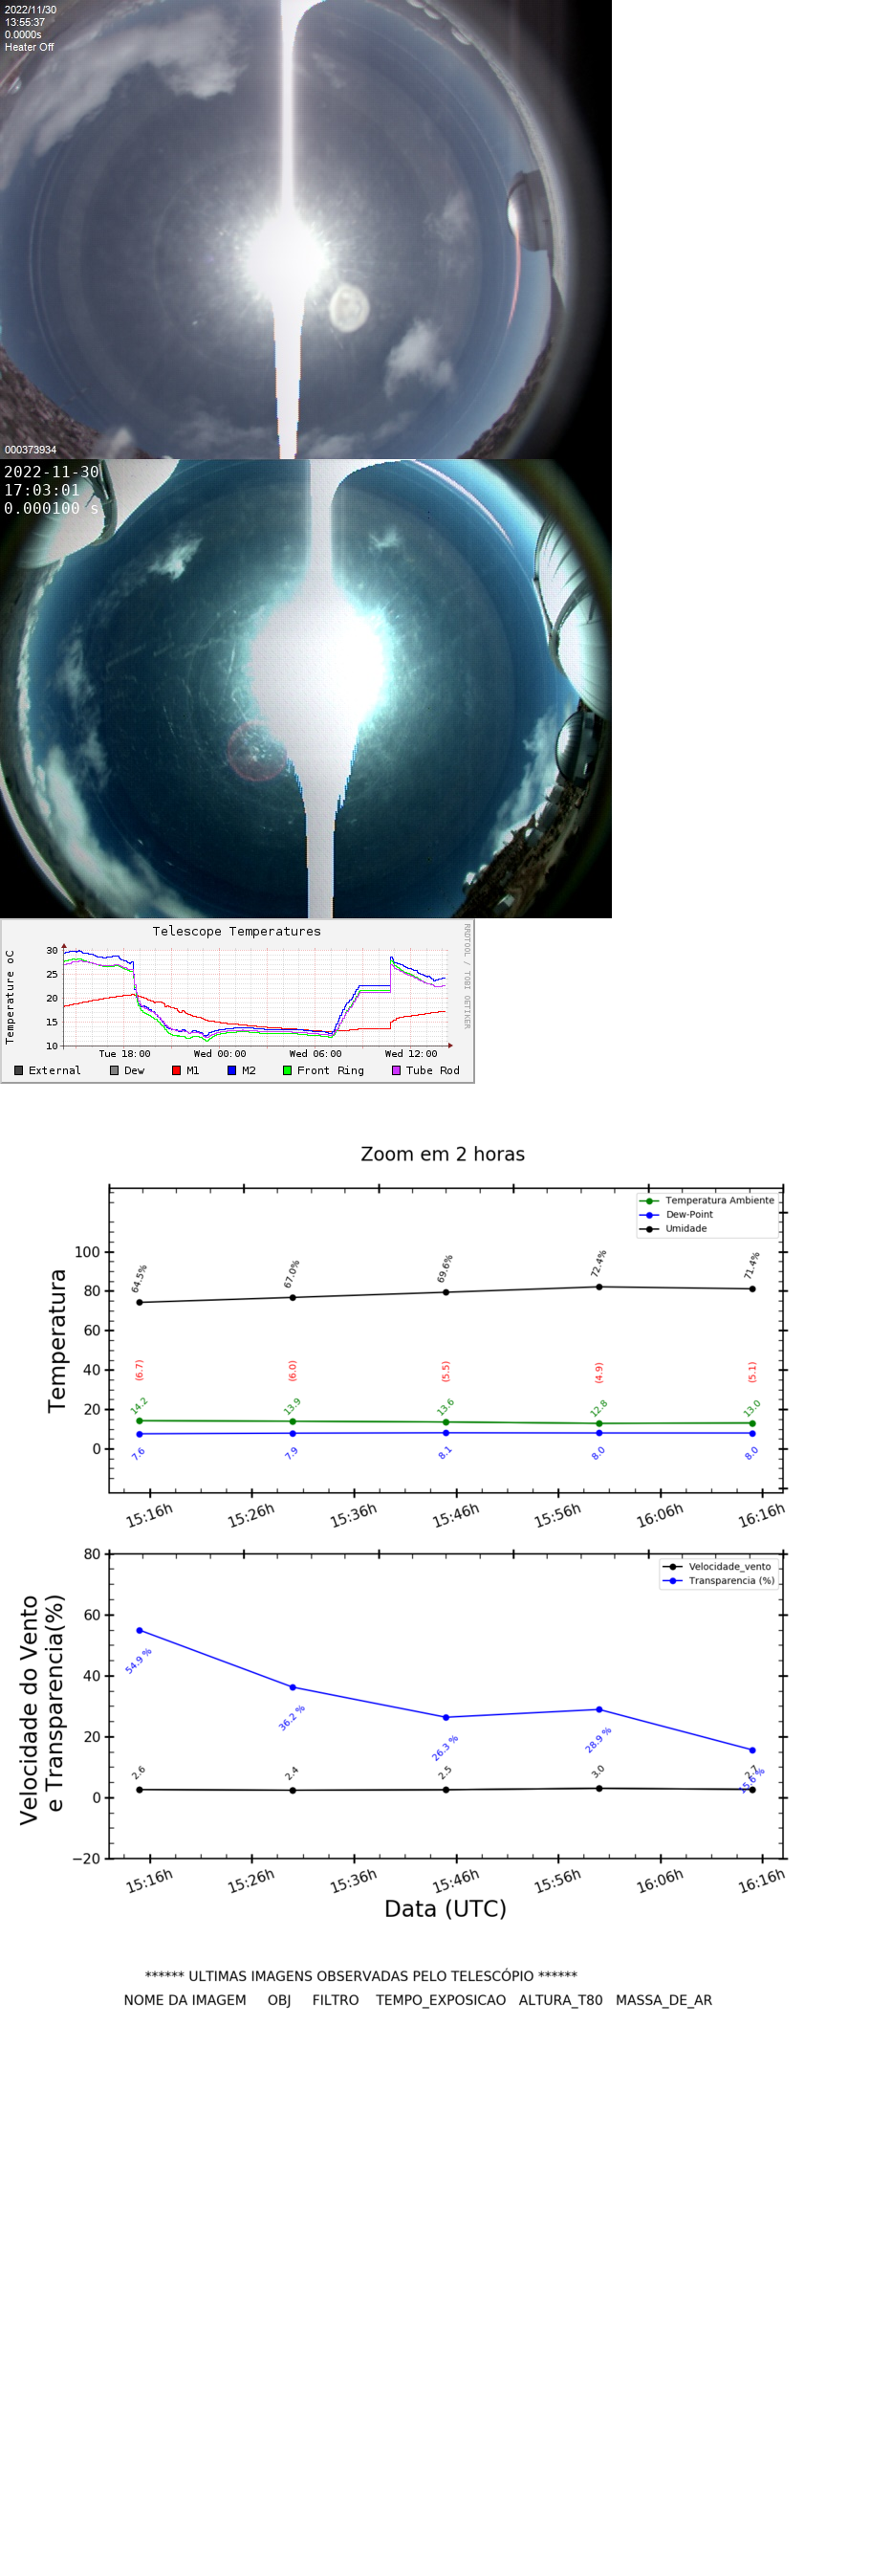 2022/11/30
13:55:37
0.0000s
Heater Off
000373934
2022-11-30
17:03:01
0.000100 s
Telescope Temperatures
RRDTOOL / TOBI OETIKER
Temperature oC
30
25
20
15
10
Tue 18:00 Wed 00:00 Wed 06:00 Wed 12:00
External Dew M1 M2 Front Ring Tube Rod
Zoom em 2 horas
Temperatura
Temperatura Ambiente
Dew-Point
Umidade
100
80
60
40
20
0
64.5% 67.0% 69.6% 72.4% 71.4%
(6.7) (6.0) (5.5) (4.9) (5.1)
14.2 13.9 13.6 12.8 13.0
7.6 7.9 8.1 8.0 8.0
15:16h 15:26h 15:36h 15:46h 15:56h 16:06h 16:16h
Velocidade do Vento
e Transparencia(%)
Velocidade_vento
Transparencia (%)
80
60
40
20
0
−20
54.9 % 36.2 % 26.3 % 28.9 % 15.6 %
2.6 2.4 2.5 3.0 2.7
15:16h 15:26h 15:36h 15:46h 15:56h 16:06h 16:16h
Data (UTC)
****** ULTIMAS IMAGENS OBSERVADAS PELO TELESCÓPIO ******
NOME DA IMAGEM OBJ FILTRO TEMPO_EXPOSICAO ALTURA_T80 MASSA_DE_AR